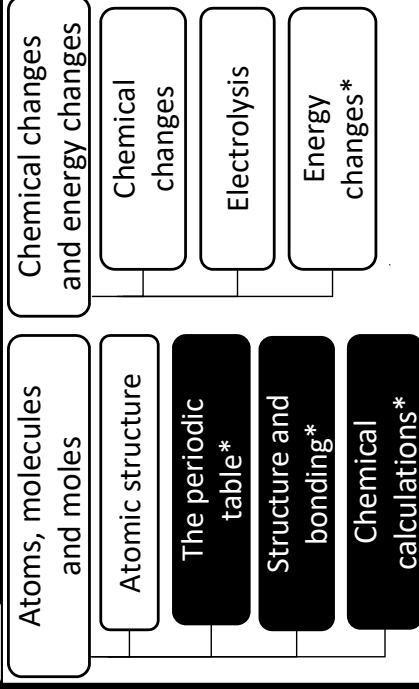 Atoms, molecules
and moles
Atomic structure
The periodic
table*
Structure and
bonding*
Chemical
calculations*
Chemical changes
and energy changes
Chemical
changes
Electrolysis
Energy
changes*